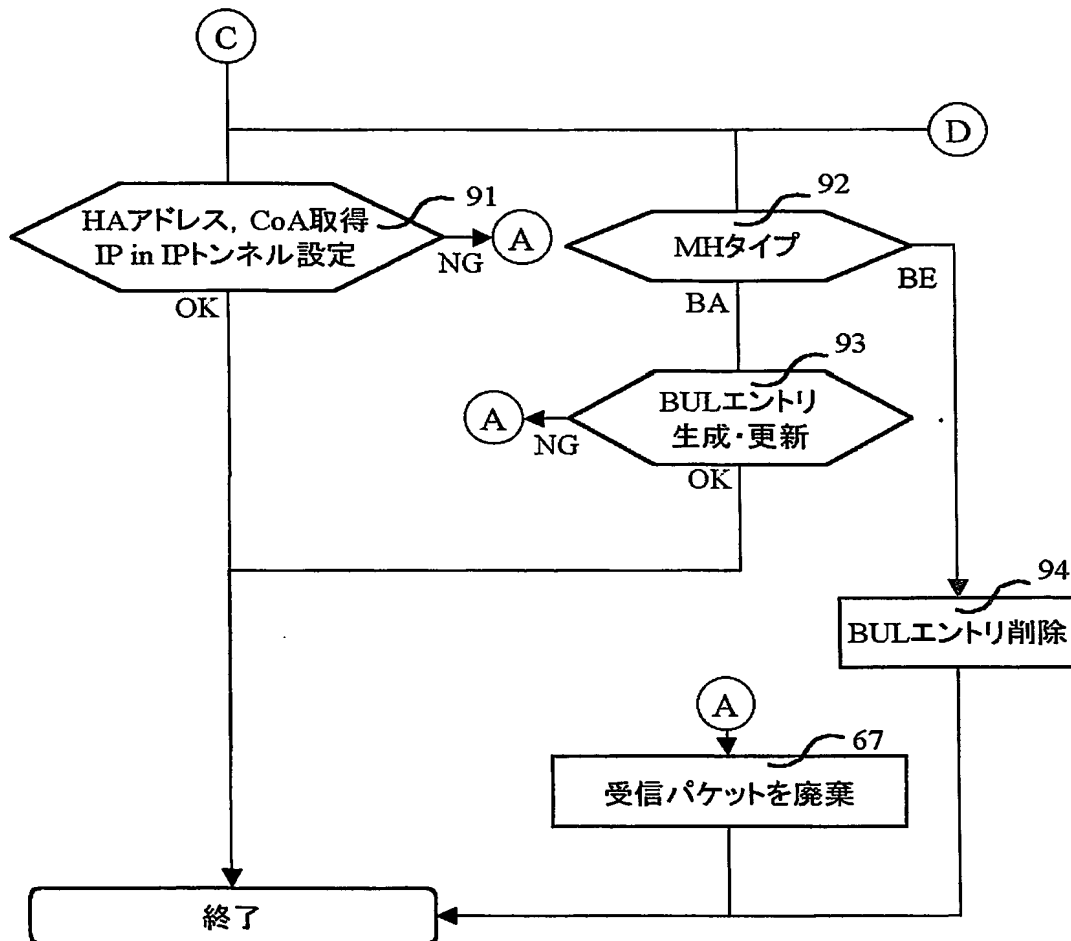 C
D
91
HAアドレス, CoA取得
IP in IPトンネル設定
A
NG
OK
92
MHタイプ
BE
BA
93
BULエントリ
生成・更新
A
NG
OK
94
BULエントリ削除
A
67
受信パケットを廃棄
終了